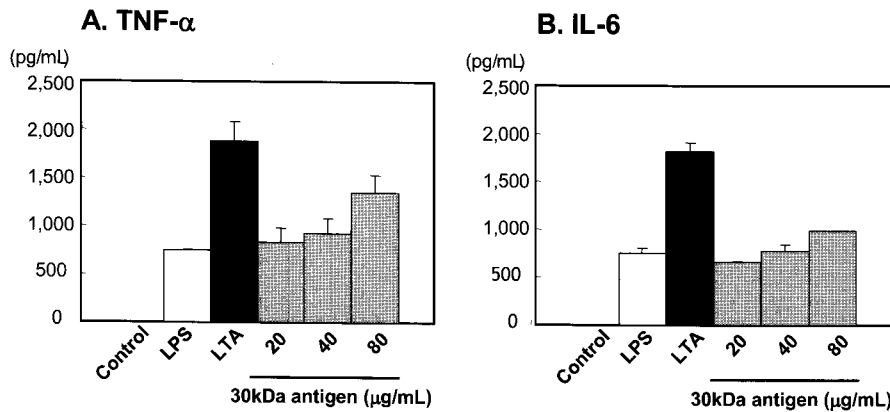 A. TNF-α
(pg/mL)
2,500
2,000
1,500
1,000
500
0
Control
LPS
LTA
20
40
80
30kDa antigen (μg/mL)
B. IL-6
(pg/mL)
2,500
2,000
1,500
1,000
500
0
Control
LPS
LTA
20
40
80
30kDa antigen (μg/mL)